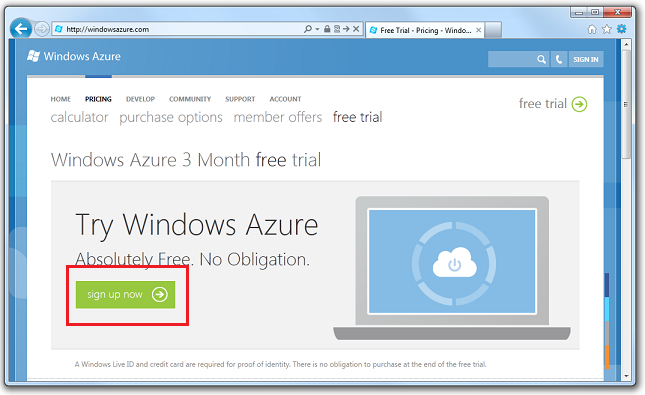 http://windowsazure.com
Free Trial - Pricing - Windo...
Windows Azure
SIGN IN
HOME PRICING DEVELOP COMMUNITY SUPPORT ACCOUNT
calculator purchase options member offers free trial
free trial
Windows Azure 3 Month free trial
Try Windows Azure
Absolutely Free. No Obligation.
sign up now
A Windows Live ID and credit card are required for proof of identity. There is no obligation to purchase at the end of the free trial.